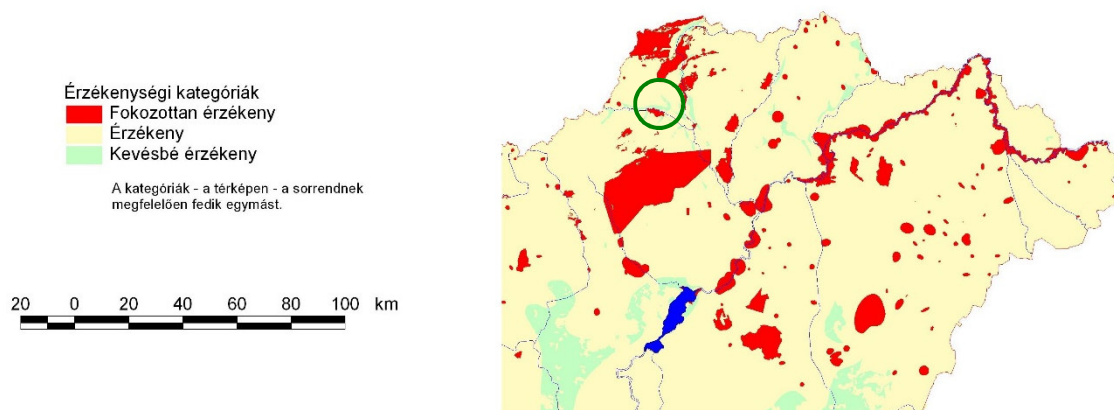 Érzékenységi kategóriák
Fokozottan érzékeny
Érzékeny
Kevésbé érzékeny
A kategóriák - a térképen - a sorrendnek
megfelelően fedik egymást.
20 0 20 40 60 80 100 km